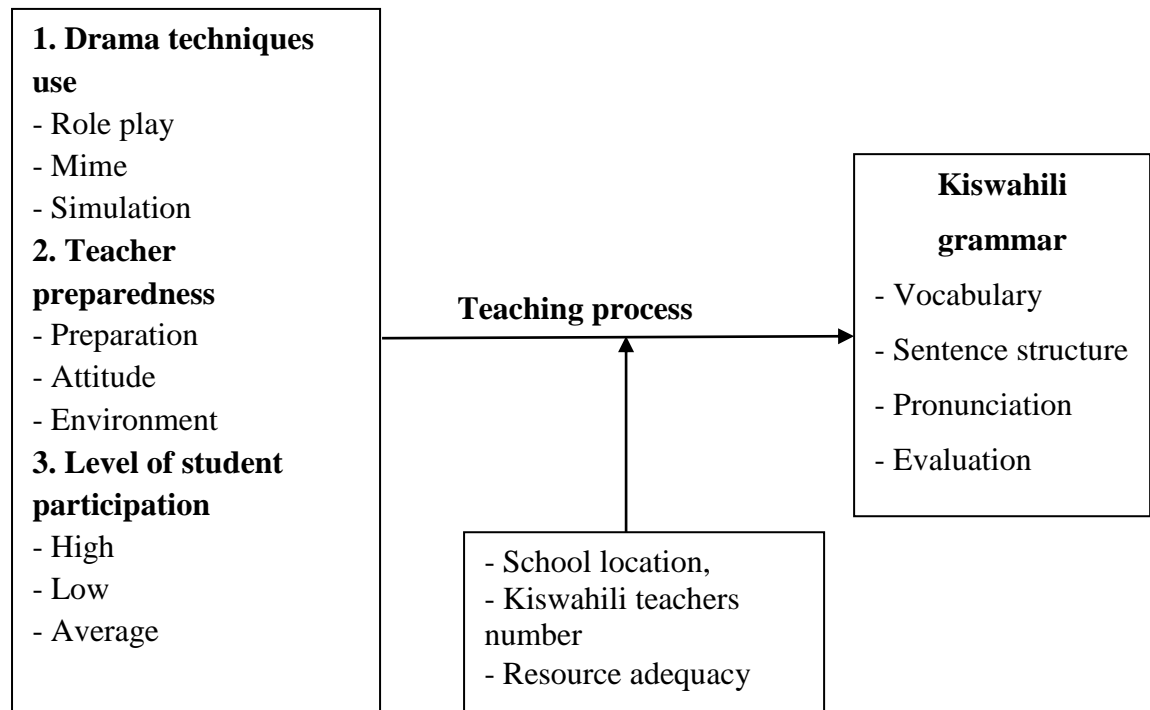 1. Drama techniques
use
- Role play
- Mime
- Simulation
2. Teacher
preparedness
- Preparation
- Attitude
- Environment
3. Level of student
participation
- High
- Low
- Average
Teaching process
- School location,
- Kiswahili teachers
number
- Resource adequacy
Kiswahili
grammar
- Vocabulary
- Sentence structure
- Pronunciation
- Evaluation